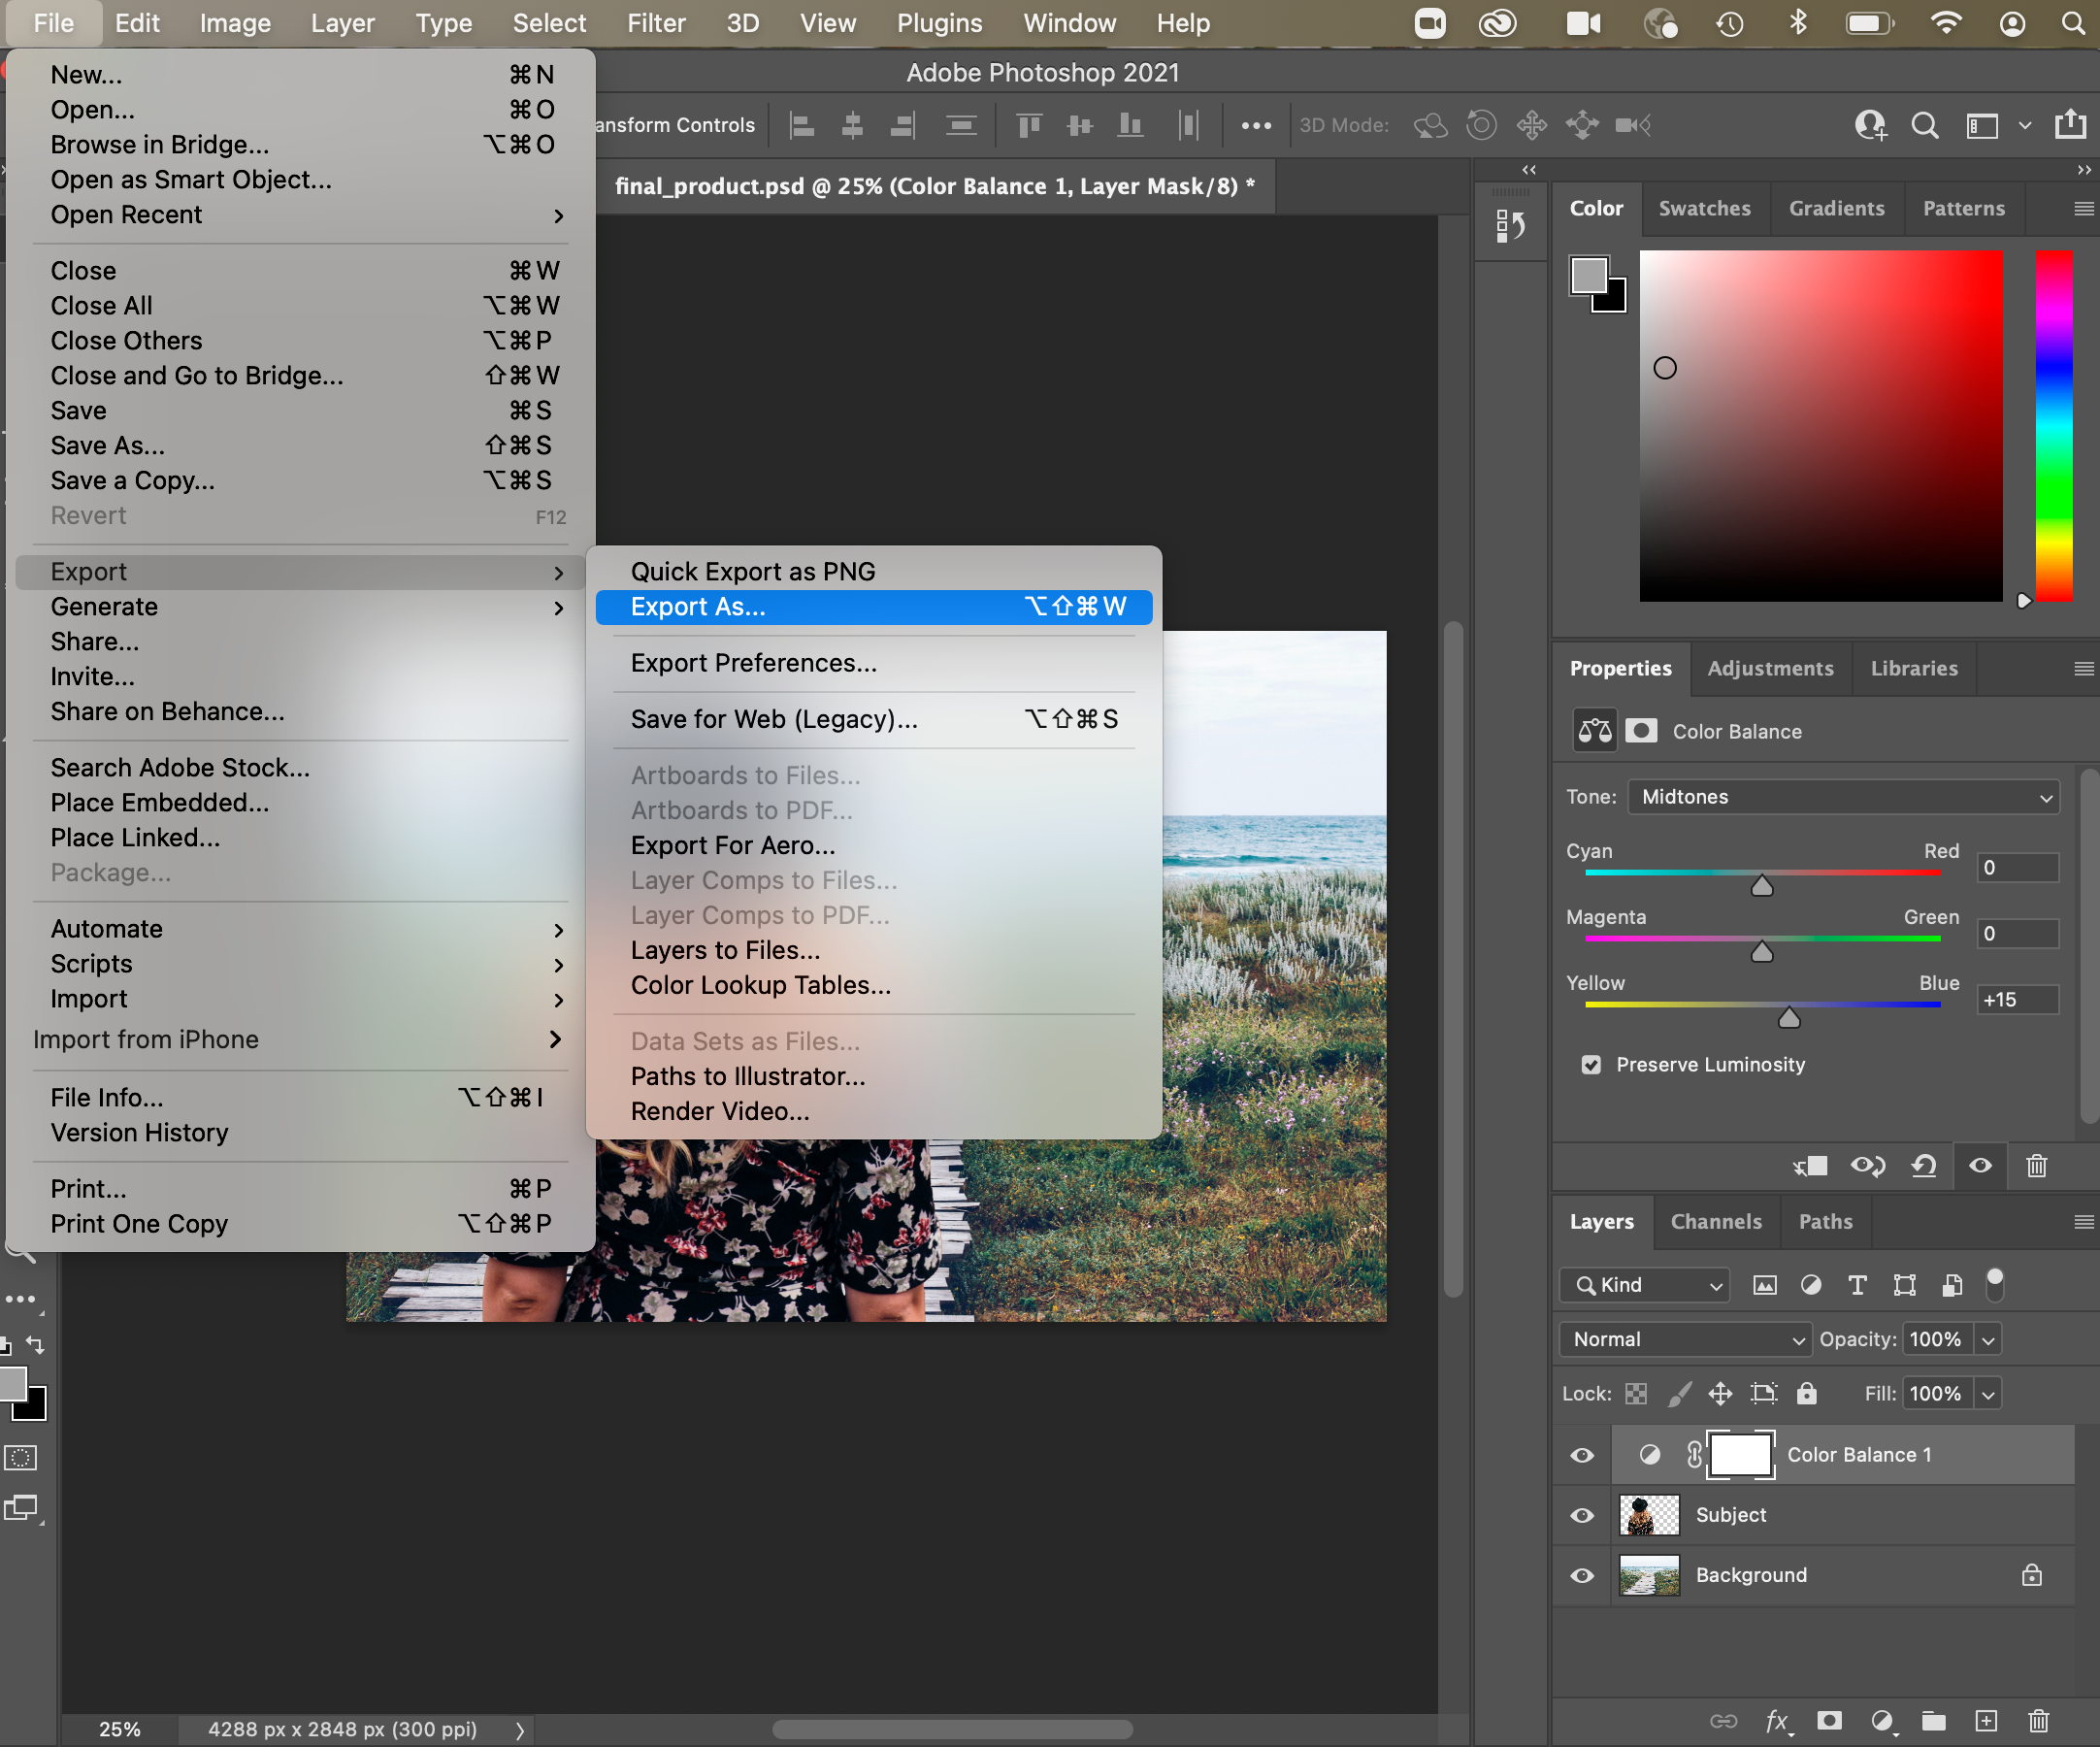 File Edit Image Layer Type Select Filter 3D View Plugins Window Help
Adobe Photoshop 2021
New... ⌘N
Open... ⌘O
Browse in Bridge... ⌥⌘O
Open as Smart Object...
Open Recent
Close ⌘W
Close All ⌥⌘W
Close Others ⌥⌘P
Close and Go to Bridge... ⇧⌘W
Save ⌘S
Save As... ⇧⌘S
Save a Copy... ⌥⌘S
Revert F12
Export
Generate
Share...
Invite...
Share on Behance...
Search Adobe Stock...
Place Embedded...
Place Linked...
Package...
Automate
Scripts
Import
Import from iPhone
File Info... ⌥⇧⌘I
Version History
Print... ⌘P
Print One Copy ⌥⇧⌘P
Quick Export as PNG
Export As... ⌥⇧⌘W
Export Preferences...
Save for Web (Legacy)... ⌥⇧⌘S
Artboards to Files...
Artboards to PDF...
Export For Aero...
Layer Comps to Files...
Layer Comps to PDF...
Layers to Files...
Color Lookup Tables...
Data Sets as Files...
Paths to Illustrator...
Render Video...
ansform Controls 3D Mode:
final_product.psd @ 25% (Color Balance 1, Layer Mask/8) *
Color Swatches Gradients Patterns
Properties Adjustments Libraries
Color Balance
Tone: Midtones
Cyan Red 0
Magenta Green 0
Yellow Blue +15
Preserve Luminosity
Layers Channels Paths
Kind
Normal Opacity: 100%
Lock: Fill: 100%
Color Balance 1
Subject
Background
fx
25% 4288 px x 2848 px (300 ppi)